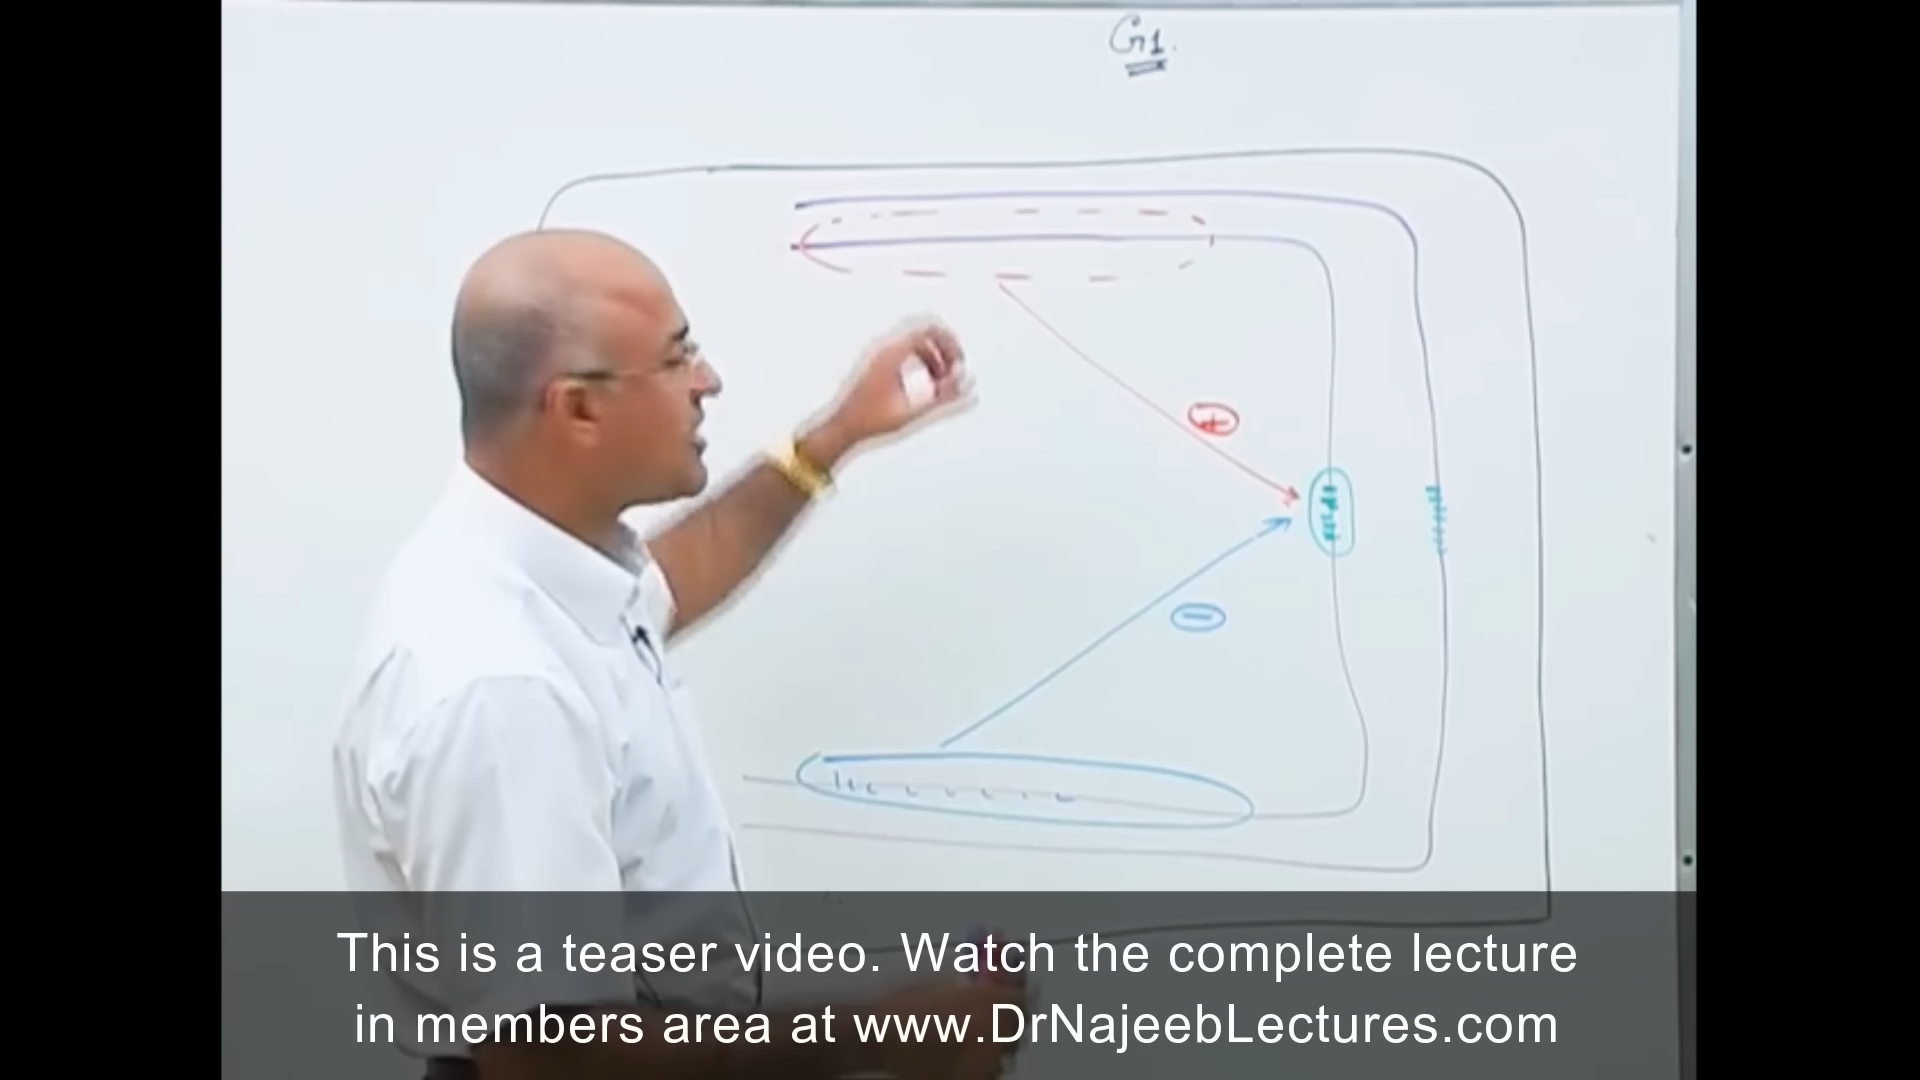 G1.
+
−
This is a teaser video. Watch the complete lecture
in members area at www.DrNajeebLectures.com